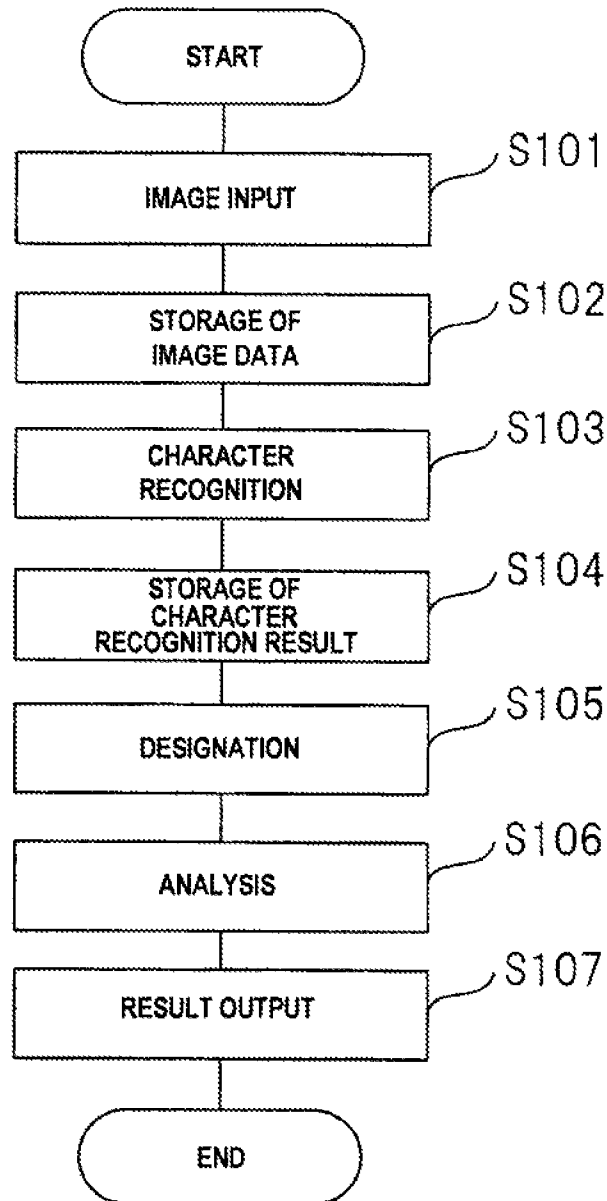 START
S101
IMAGE INPUT
S102
STORAGE OF
IMAGE DATA
S103
CHARACTER
RECOGNITION
S104
STORAGE OF
CHARACTER
RECOGNITION RESULT
S105
DESIGNATION
S106
ANALYSIS
S107
RESULT OUTPUT
END